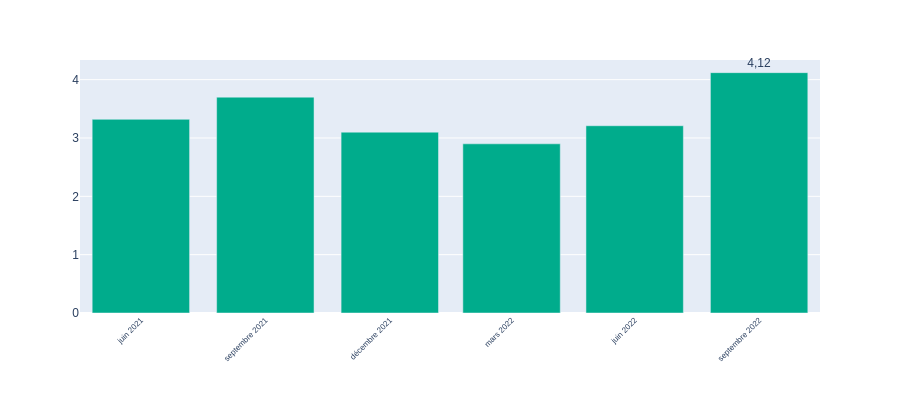 4,12
4
3
2
1
0
juin 2021
septembre 2021
décembre 2021
mars 2022
juin 2022
septembre 2022